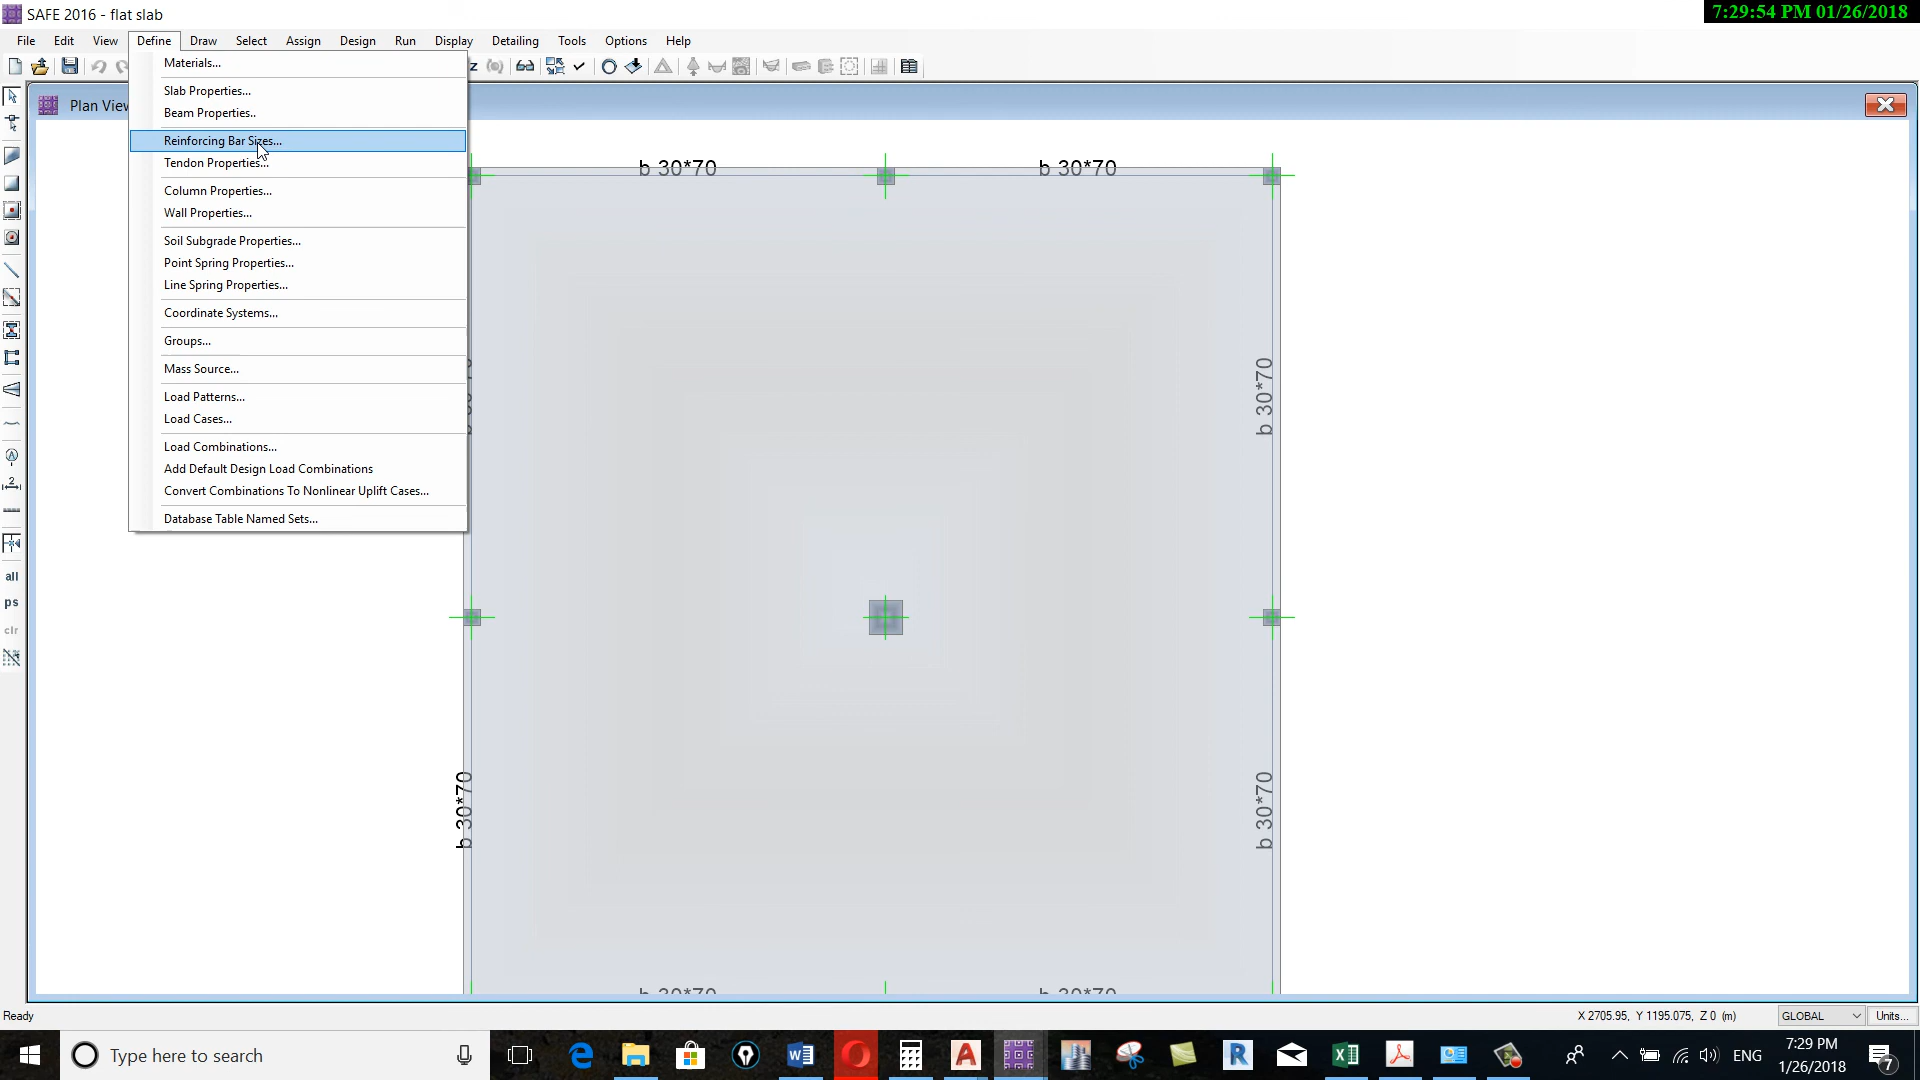 SAFE 2016 - flat slab
7:29:54 PM 01/26/2018
File Edit View Define Draw Select Assign Design Run Display Detailing Tools Options Help
Materials...
Plan View
Slab Properties...
Beam Properties..
Reinforcing Bar Sizes...
Tendon Properties...
Column Properties...
Wall Properties...
Soil Subgrade Properties...
Point Spring Properties...
Line Spring Properties...
Coordinate Systems...
Groups...
Mass Source...
Load Patterns...
Load Cases...
Load Combinations...
Add Default Design Load Combinations
Convert Combinations To Nonlinear Uplift Cases...
Database Table Named Sets...
b 30*70
b 30*70
b 30*70
b 30*70
b 30*70
b 30*70
b 30*70
all
ps
clr
Ready
X 2705.95, Y 1195.075, Z 0 (m)
GLOBAL
Units...
Type here to search
ENG
7:29 PM
1/26/2018
7